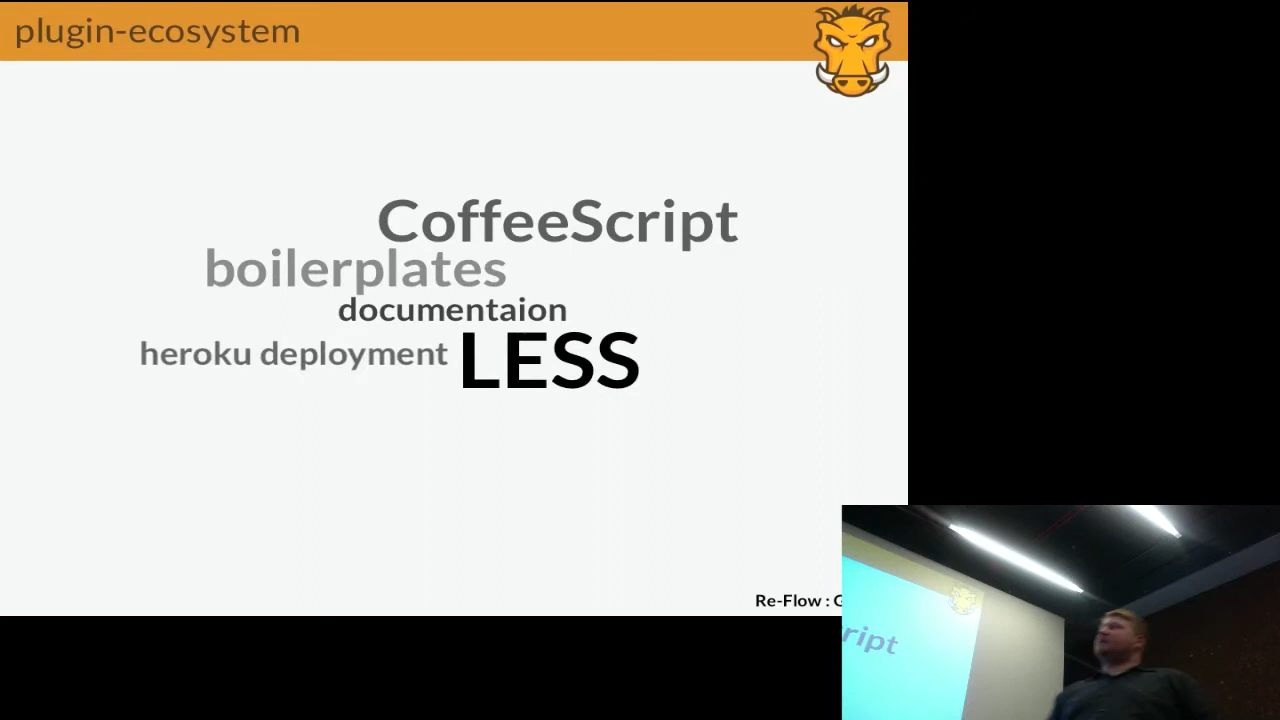 plugin-ecosystem
CoffeeScript
boilerplates
documentaion
heroku deployment LESS
Re-Flow : G
ript